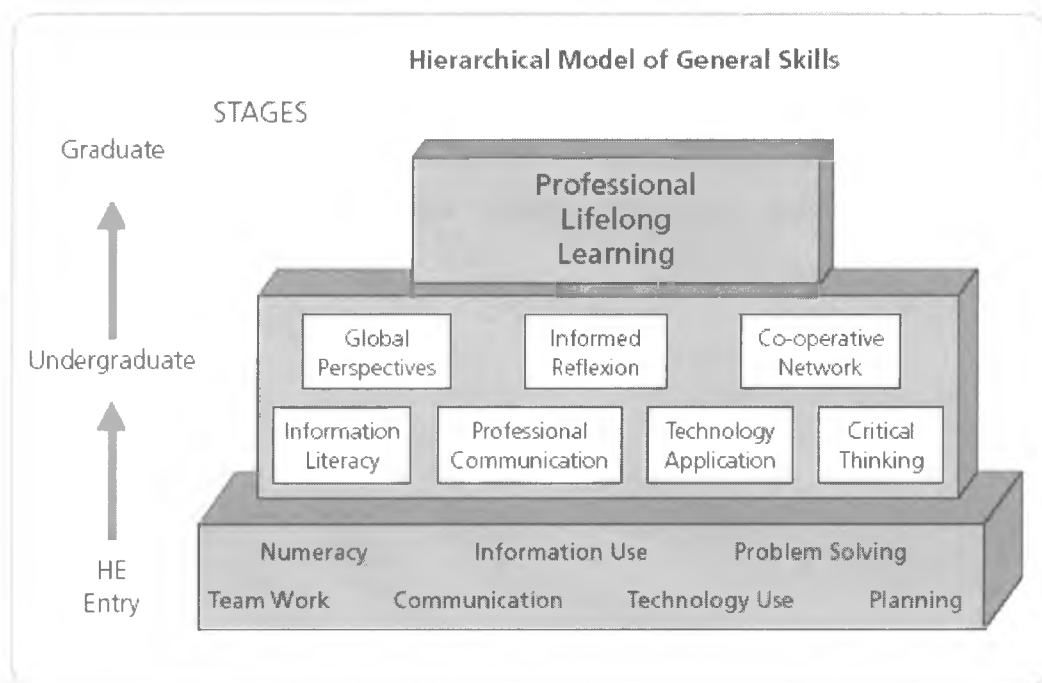 Hierarchical Model of General Skills
STAGES
Graduate
Professional
Lifelong
Learning
Undergraduate
Global
Perspectives
Informed
Reflexion
Co-operative
Network
Information
Literacy
Professional
Communication
Technology
Application
Critical
Thinking
HE
Entry
Numeracy
Information Use
Problem Solving
Team Work
Communication
Technology Use
Planning